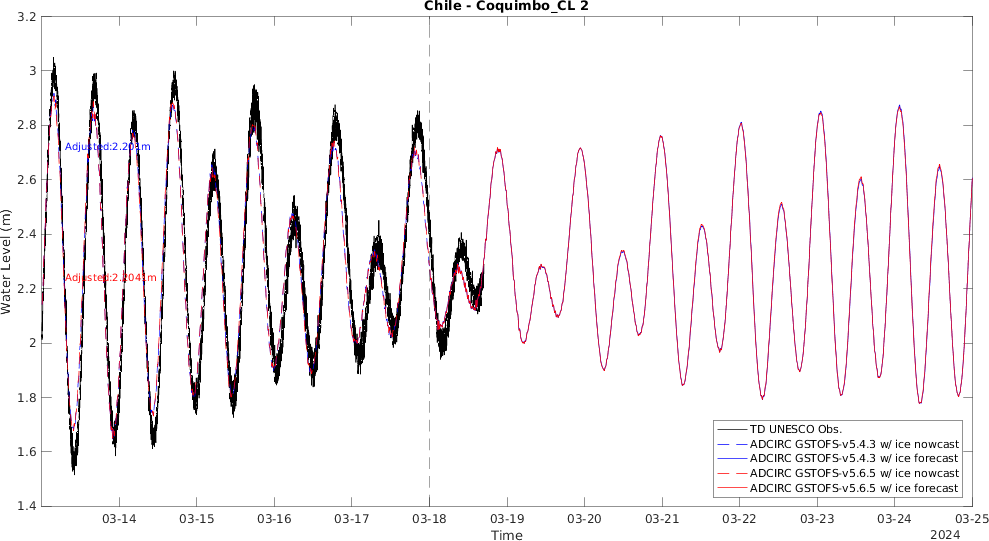 Chile - Coquimbo_CL 2
3.2
3
2.8
2.6
2.4
2.2
2
1.8
1.6
1.4
Water Level (m)
Adjusted:2.201m
Adjusted:2.2041m
TD UNESCO Obs.
ADCIRC GSTOFS-v5.4.3 w/ ice nowcast
ADCIRC GSTOFS-v5.4.3 w/ ice forecast
ADCIRC GSTOFS-v5.6.5 w/ ice nowcast
ADCIRC GSTOFS-v5.6.5 w/ ice forecast
03-14 03-15 03-16 03-17 03-18 03-19 03-20 03-21 03-22 03-23 03-24 03-25
Time
2024